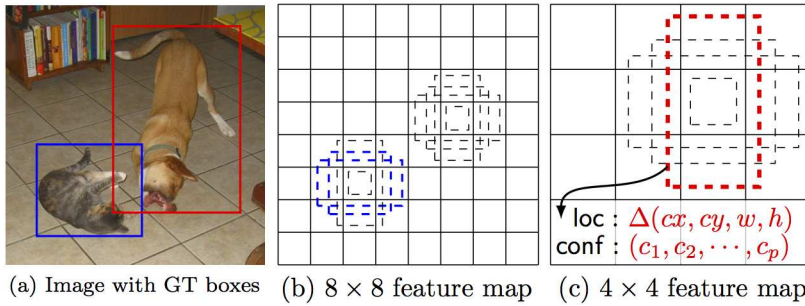 loc : Δ(cx, cy, w, h)
conf : (c₁, c₂, ⋯, cₚ)
(a) Image with GT boxes
(b) 8 × 8 feature map
(c) 4 × 4 feature map